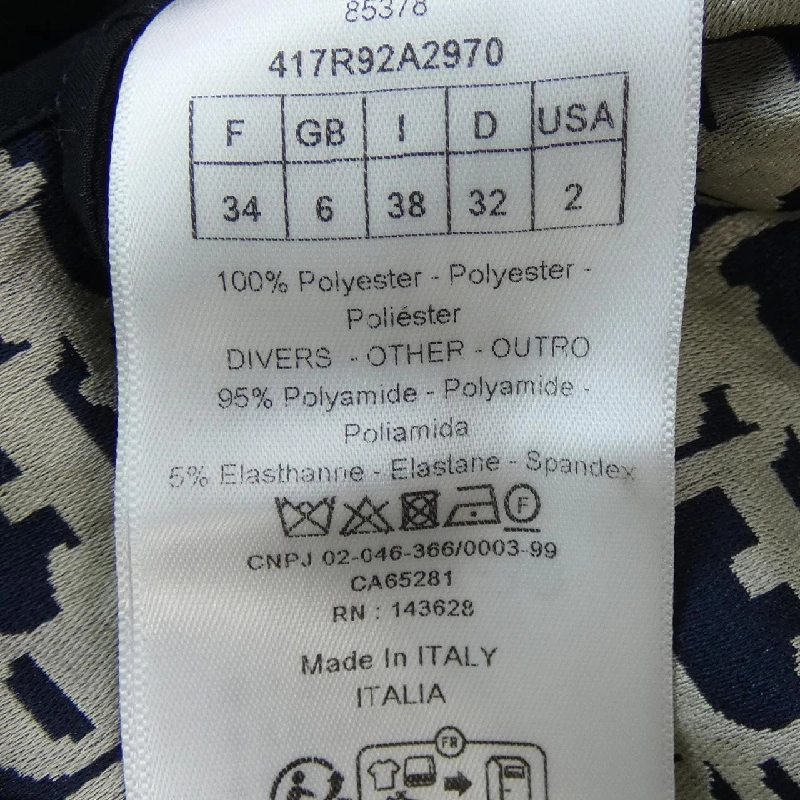 85378
417R92A2970
F GB I D USA
34 6 38 32 2
100% Polyester - Polyester -
Poliéster
DIVERS - OTHER - OUTRO
95% Polyamide - Polyamide -
Poliamida
5% Elasthanne - Elastane - Spandex
F
CNPJ 02-046-366/0003-99
CA65281
RN : 143628
Made In ITALY
ITALIA
FR